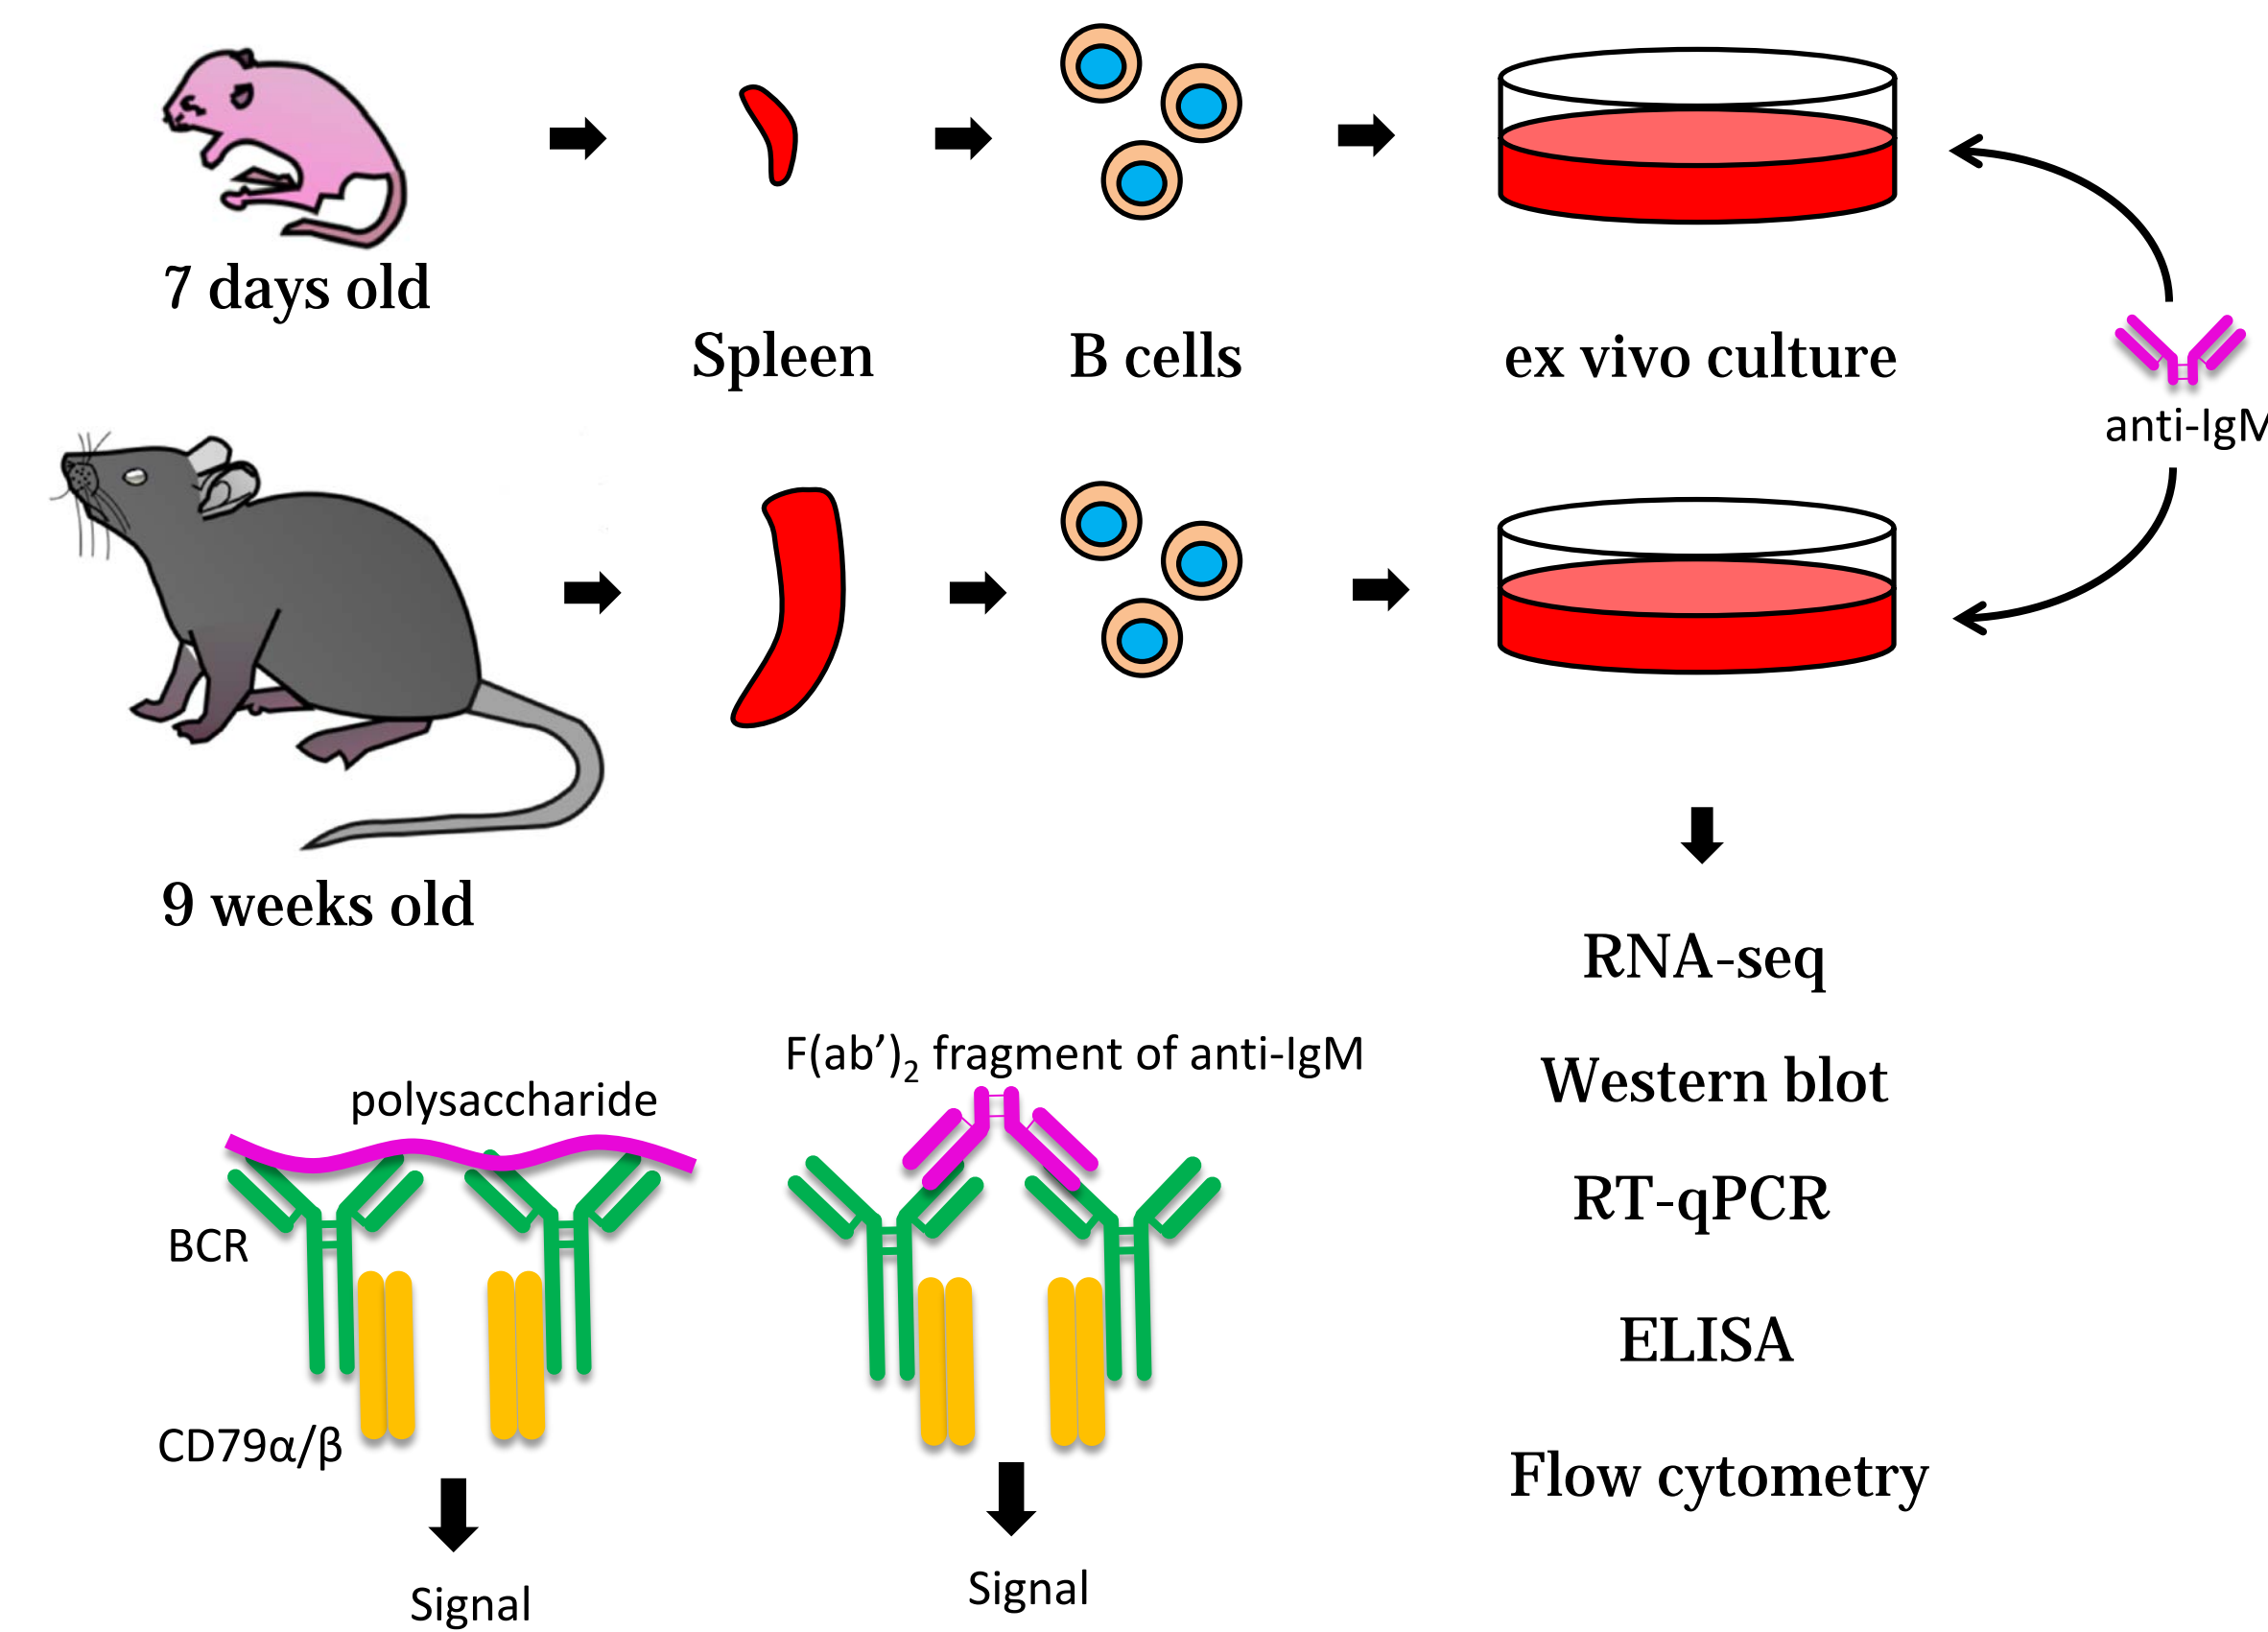 7 days old
Spleen
B cells
ex vivo culture
anti-IgM
9 weeks old
RNA-seq
Western blot
RT-qPCR
ELISA
Flow cytometry
polysaccharide
BCR
CD79α/β
Signal
F(ab’)2 fragment of anti-IgM
Signal